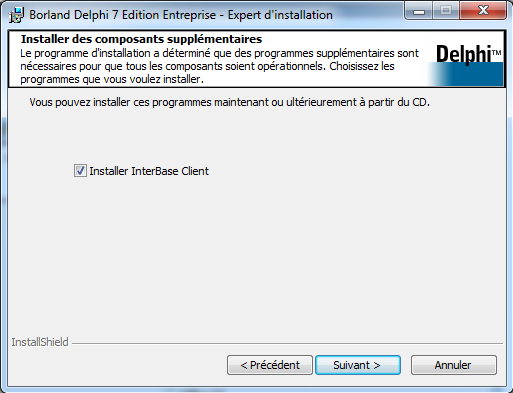 Borland Delphi 7 Edition Entreprise - Expert d'installation
Installer des composants supplémentaires
Le programme d'installation a déterminé que des programmes supplémentaires sont
nécessaires pour que tous les composants soient opérationnels. Choisissez les
programmes que vous voulez installer.
Delphi™
Vous pouvez installer ces programmes maintenant ou ultérieurement à partir du CD.
Installer InterBase Client
InstallShield
< Précédent
Suivant >
Annuler